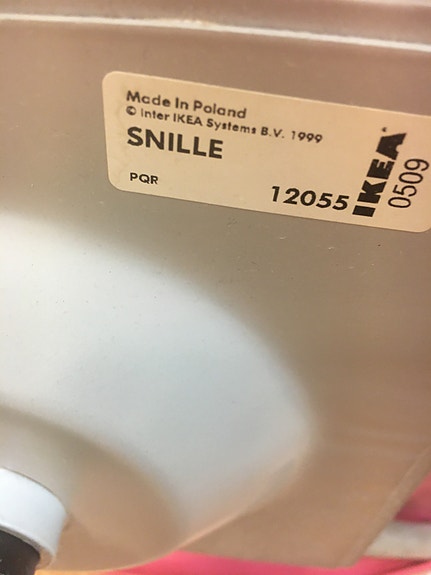 Made In Poland
© Inter IKEA Systems B.V. 1999
SNILLE
PQR
12055
IKEA®
0509